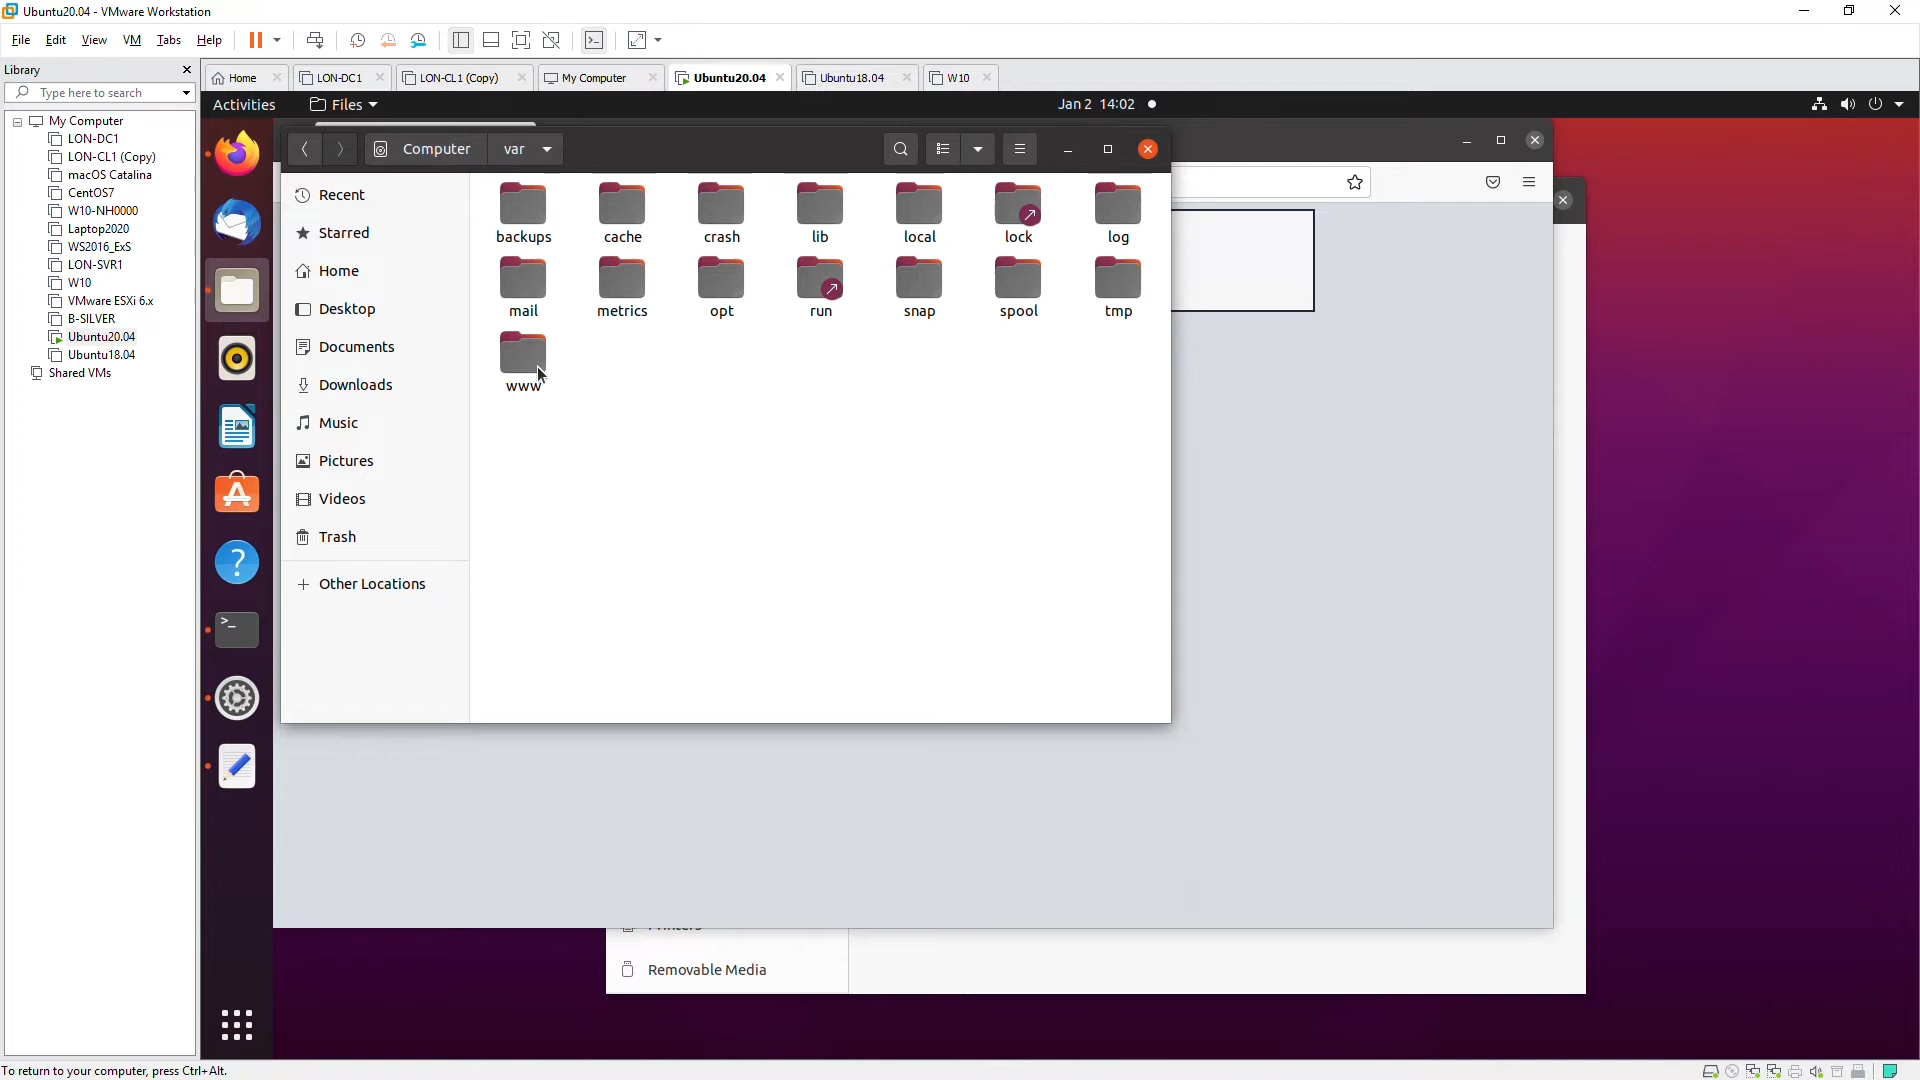 Ubuntu20.04 - VMware Workstation
File Edit View VM Tabs Help
Library
Type here to search
My Computer
LON-DC1
LON-CL1 (Copy)
macOS Catalina
CentOS7
W10-NH0000
Laptop2020
WS2016_ExS
LON-SVR1
W10
VMware ESXi 6.x
B-SILVER
Ubuntu20.04
Ubuntu18.04
Shared VMs
Home LON-DC1 LON-CL1 (Copy) My Computer Ubuntu20.04 Ubuntu18.04 W10
Activities Files Jan 2 14:02
Computer var
Recent
Starred
Home
Desktop
Documents
Downloads
Music
Pictures
Videos
Trash
Other Locations
backups cache crash lib local lock log
mail metrics opt run snap spool tmp
www
Printers
Removable Media
To return to your computer, press Ctrl+Alt.